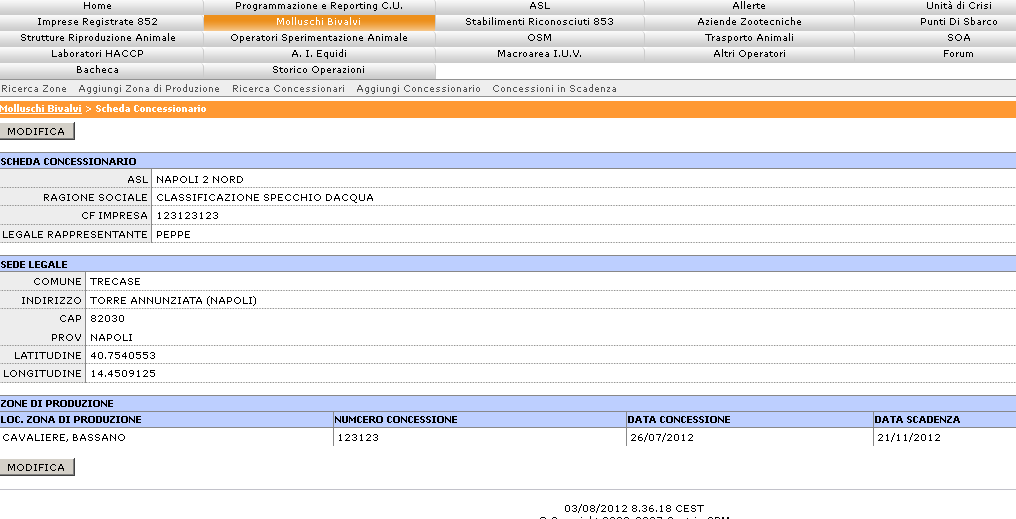 Home Programmazione e Reporting C.U. ASL Allerte Unità di Crisi
Imprese Registrate 852 Molluschi Bivalvi Stabilimenti Riconosciuti 853 Aziende Zootecniche Punti Di Sbarco
Strutture Riproduzione Animale Operatori Sperimentazione Animale OSM Trasporto Animali SOA
Laboratori HACCP A. I. Equidi Macroarea I.U.V. Altri Operatori Forum
Bacheca Storico Operazioni
Ricerca Zone Aggiungi Zona di Produzione Ricerca Concessionari Aggiungi Concessionario Concessioni in Scadenza
Molluschi Bivalvi > Scheda Concessionario
MODIFICA
SCHEDA CONCESSIONARIO
ASL NAPOLI 2 NORD
RAGIONE SOCIALE CLASSIFICAZIONE SPECCHIO DACQUA
CF IMPRESA 123123123
LEGALE RAPPRESENTANTE PEPPE
SEDE LEGALE
COMUNE TRECASE
INDIRIZZO TORRE ANNUNZIATA (NAPOLI)
CAP 82030
PROV NAPOLI
LATITUDINE 40.7540553
LONGITUDINE 14.4509125
ZONE DI PRODUZIONE
LOC. ZONA DI PRODUZIONE NUMCERO CONCESSIONE DATA CONCESSIONE DATA SCADENZA
CAVALIERE, BASSANO 123123 26/07/2012 21/11/2012
MODIFICA
03/08/2012 8.36.18 CEST